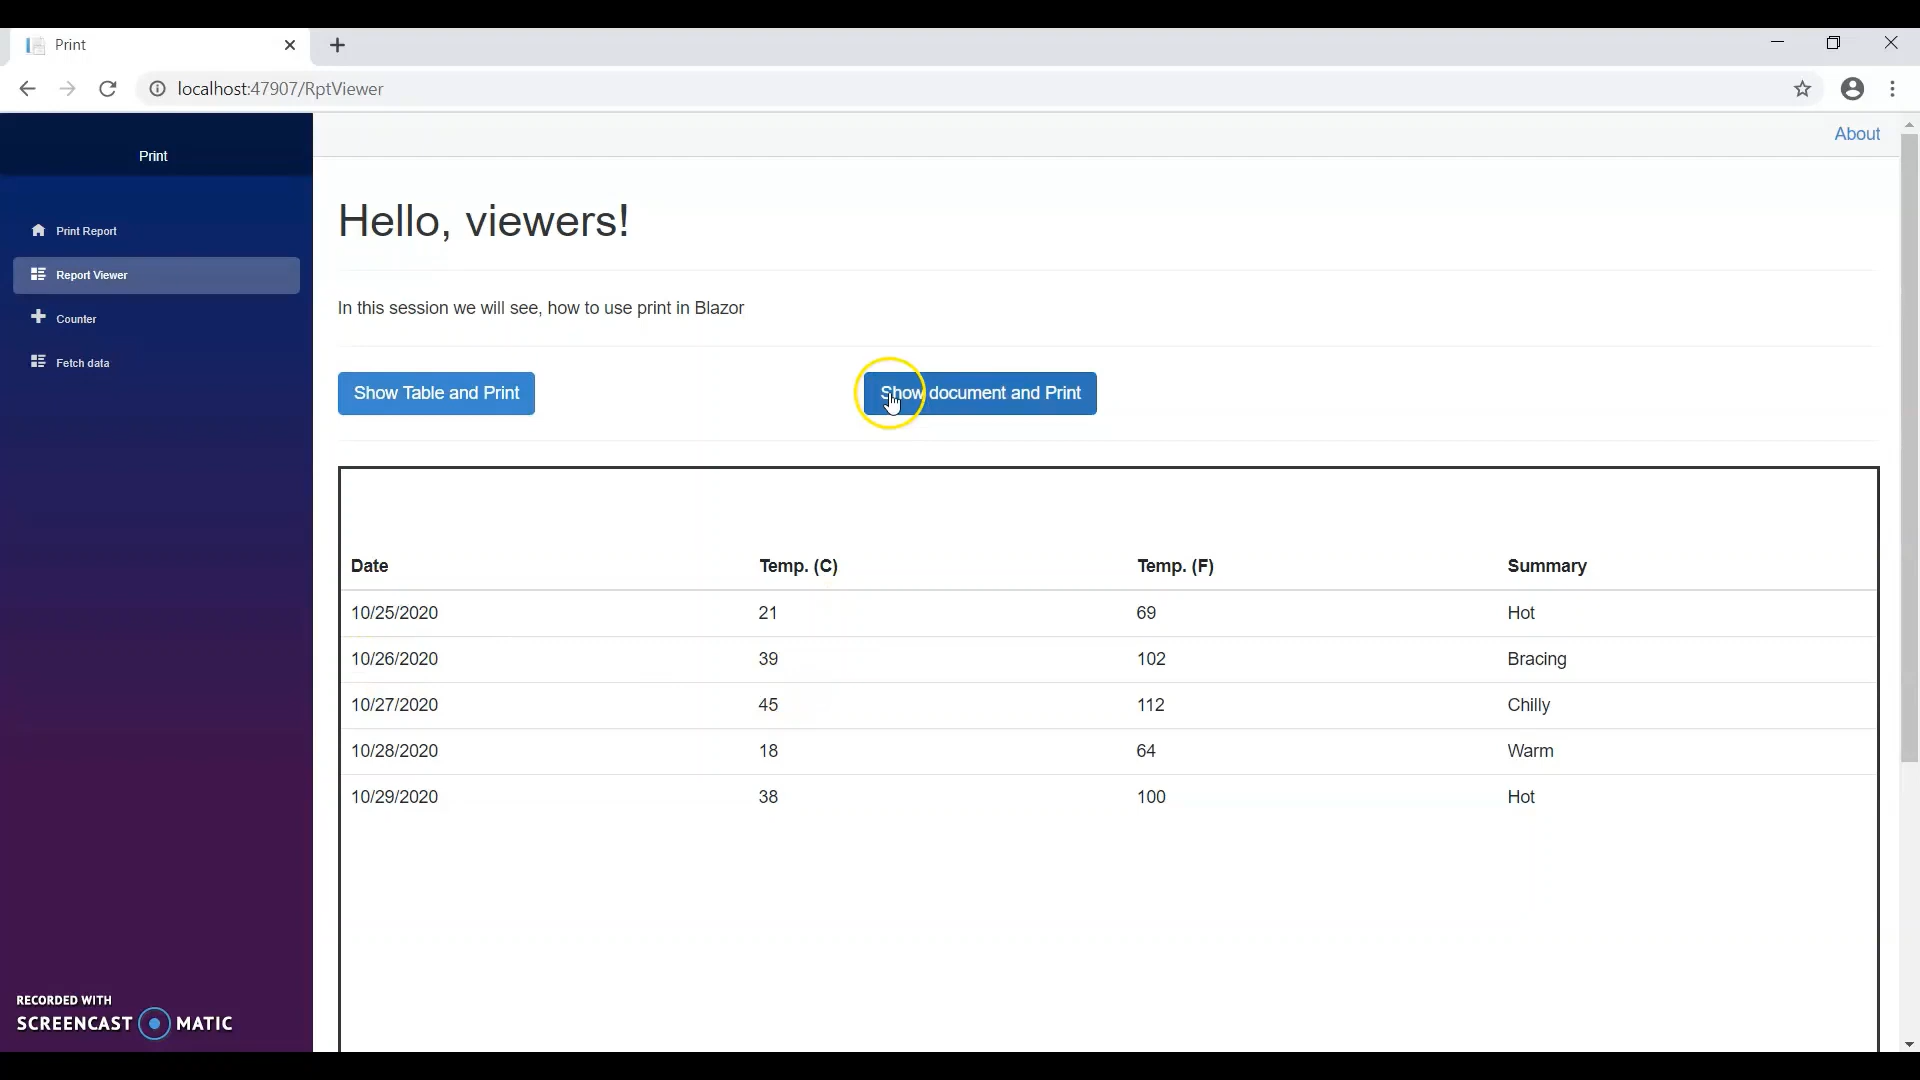 Print
localhost:47907/RptViewer
About
Print
Print Report
Report Viewer
Counter
Fetch data
Hello, viewers!
In this session we will see, how to use print in Blazor
Show Table and Print
Show document and Print
Date Temp. (C) Temp. (F) Summary
10/25/2020 21 69 Hot
10/26/2020 39 102 Bracing
10/27/2020 45 112 Chilly
10/28/2020 18 64 Warm
10/29/2020 38 100 Hot
RECORDED WITH
SCREENCAST MATIC